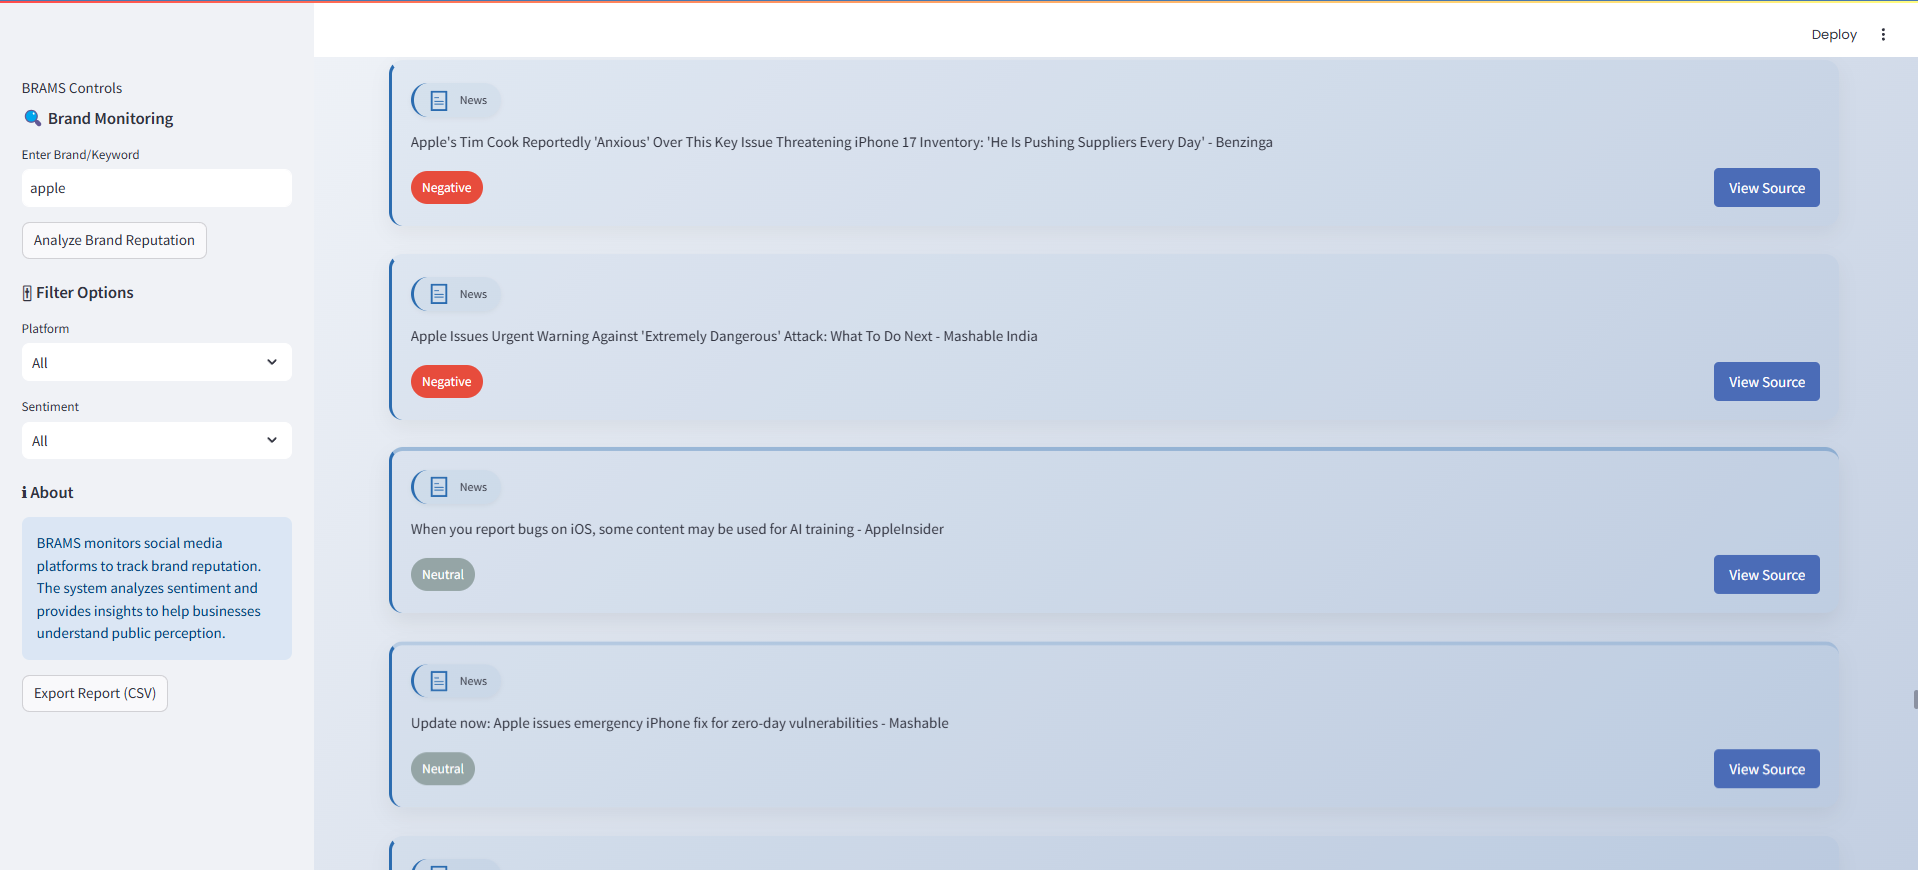 Deploy
BRAMS Controls
Brand Monitoring
Enter Brand/Keyword
apple
Analyze Brand Reputation
Filter Options
Platform
All
Sentiment
All
About
BRAMS monitors social media
platforms to track brand reputation.
The system analyzes sentiment and
provides insights to help businesses
understand public perception.
Export Report (CSV)
News
Apple's Tim Cook Reportedly 'Anxious' Over This Key Issue Threatening iPhone 17 Inventory: 'He Is Pushing Suppliers Every Day' - Benzinga
Negative
View Source
News
Apple Issues Urgent Warning Against 'Extremely Dangerous' Attack: What To Do Next - Mashable India
Negative
View Source
News
When you report bugs on iOS, some content may be used for AI training - AppleInsider
Neutral
View Source
News
Update now: Apple issues emergency iPhone fix for zero-day vulnerabilities - Mashable
Neutral
View Source